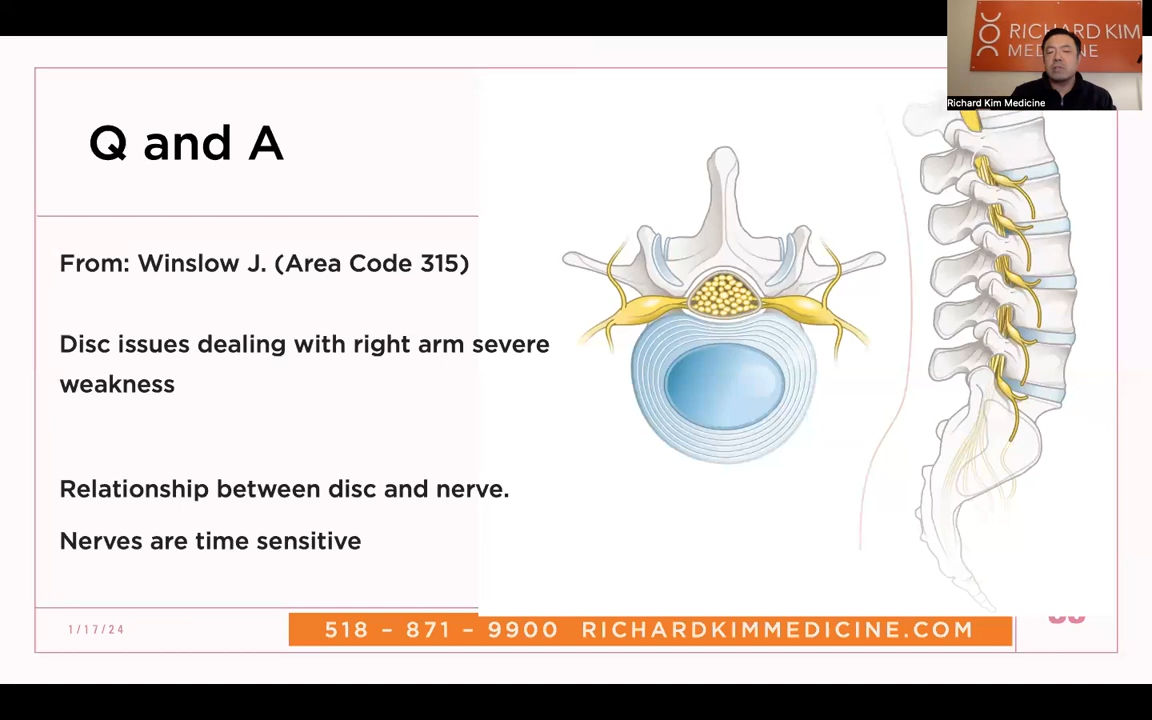 RICHARD KIM
MEDICINE
Richard Kim Medicine
Q and A
From: Winslow J. (Area Code 315)
Disc issues dealing with right arm severe
weakness
Relationship between disc and nerve.
Nerves are time sensitive
1/17/24
518 – 871 – 9900 RICHARDKIMMEDICINE.COM